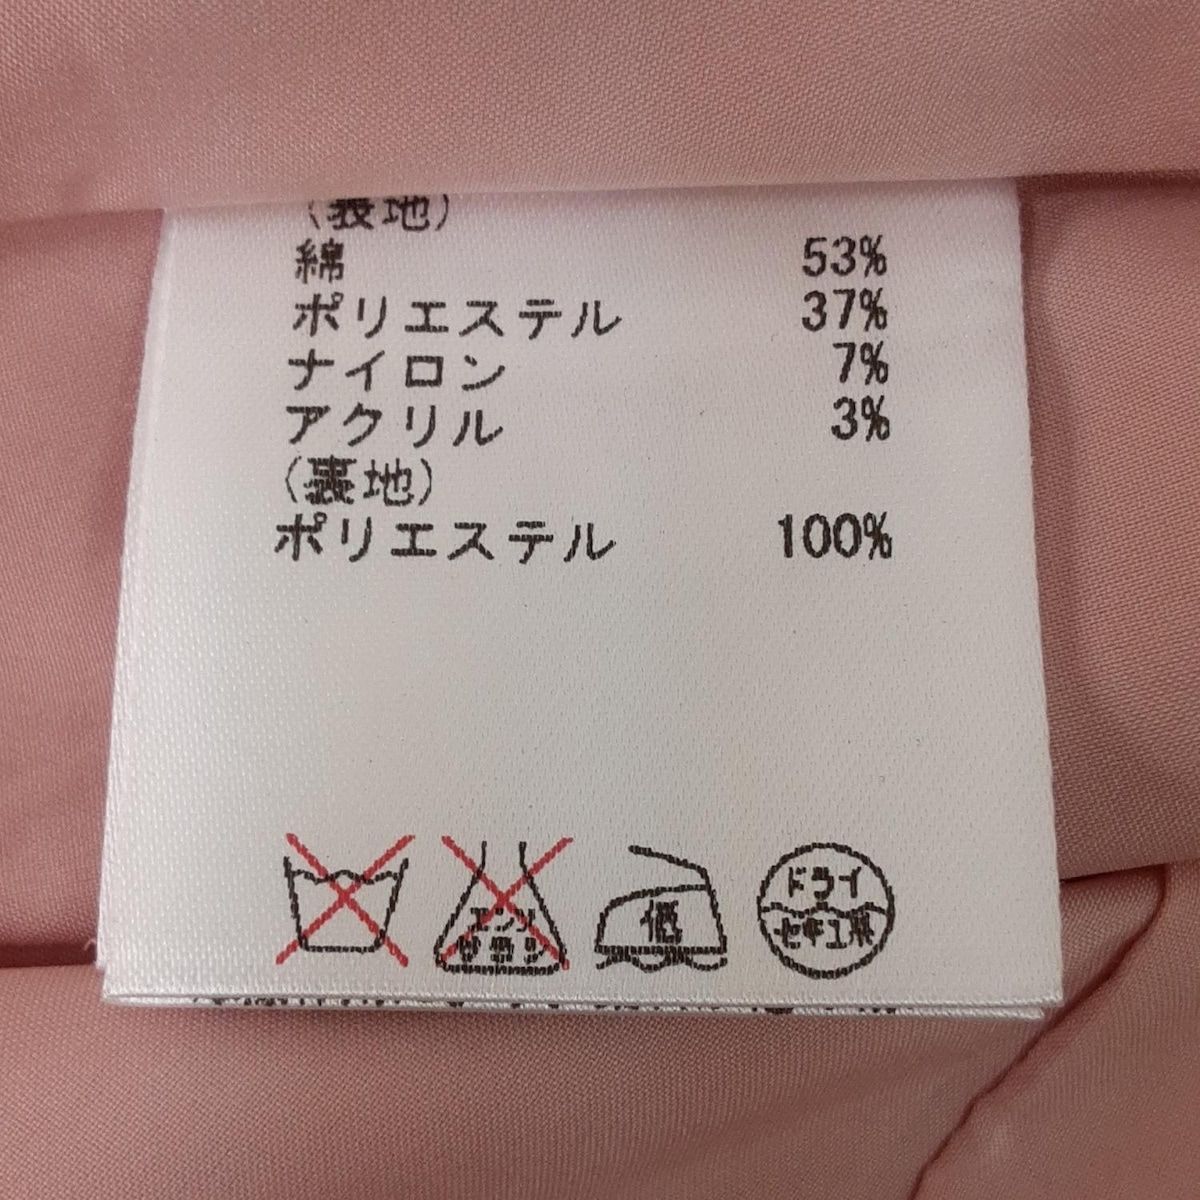 (表地)
綿 53%
ポリエステル 37%
ナイロン 7%
アクリル 3%
(裏地)
ポリエステル 100%
エンソ
サラシ
低
ドライ
セキユ系